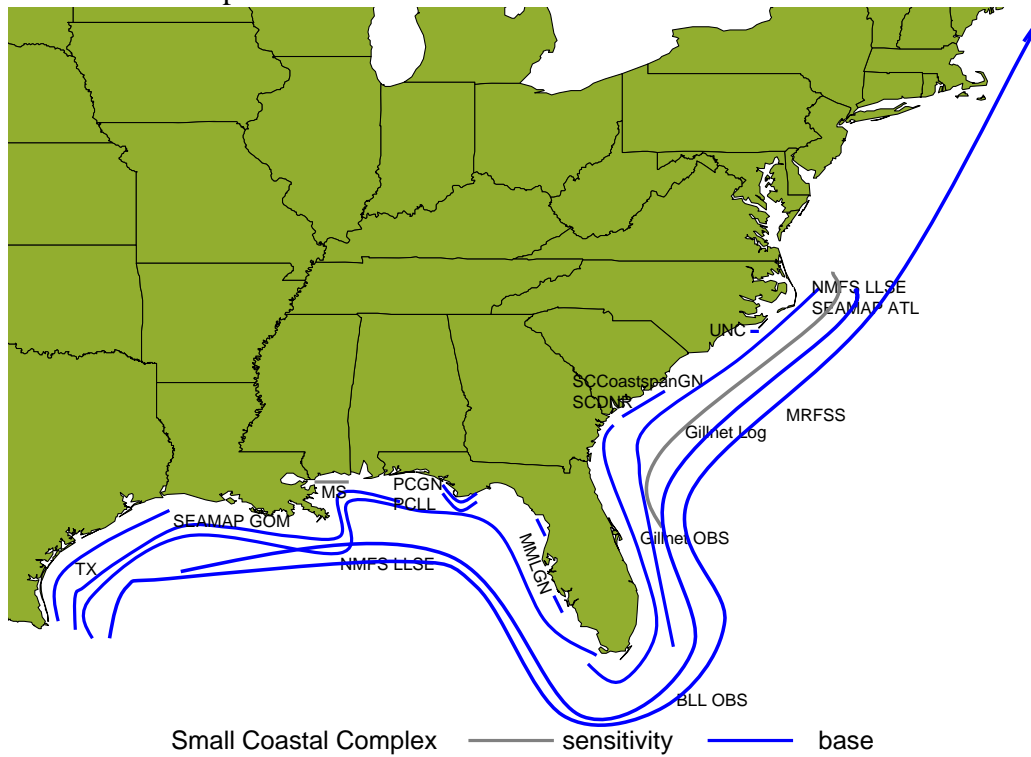 NMFS LLSE
SEAMAP ATL
UNC
SCCoastspanGN
SCDNR
MRFSS
Gillnet Log
PCGN
MS
PCLL
SEAMAP GOM
Gillnet OBS
MMLGN
NMFS LLSE
TX
BLL OBS
Small Coastal Complex sensitivity base